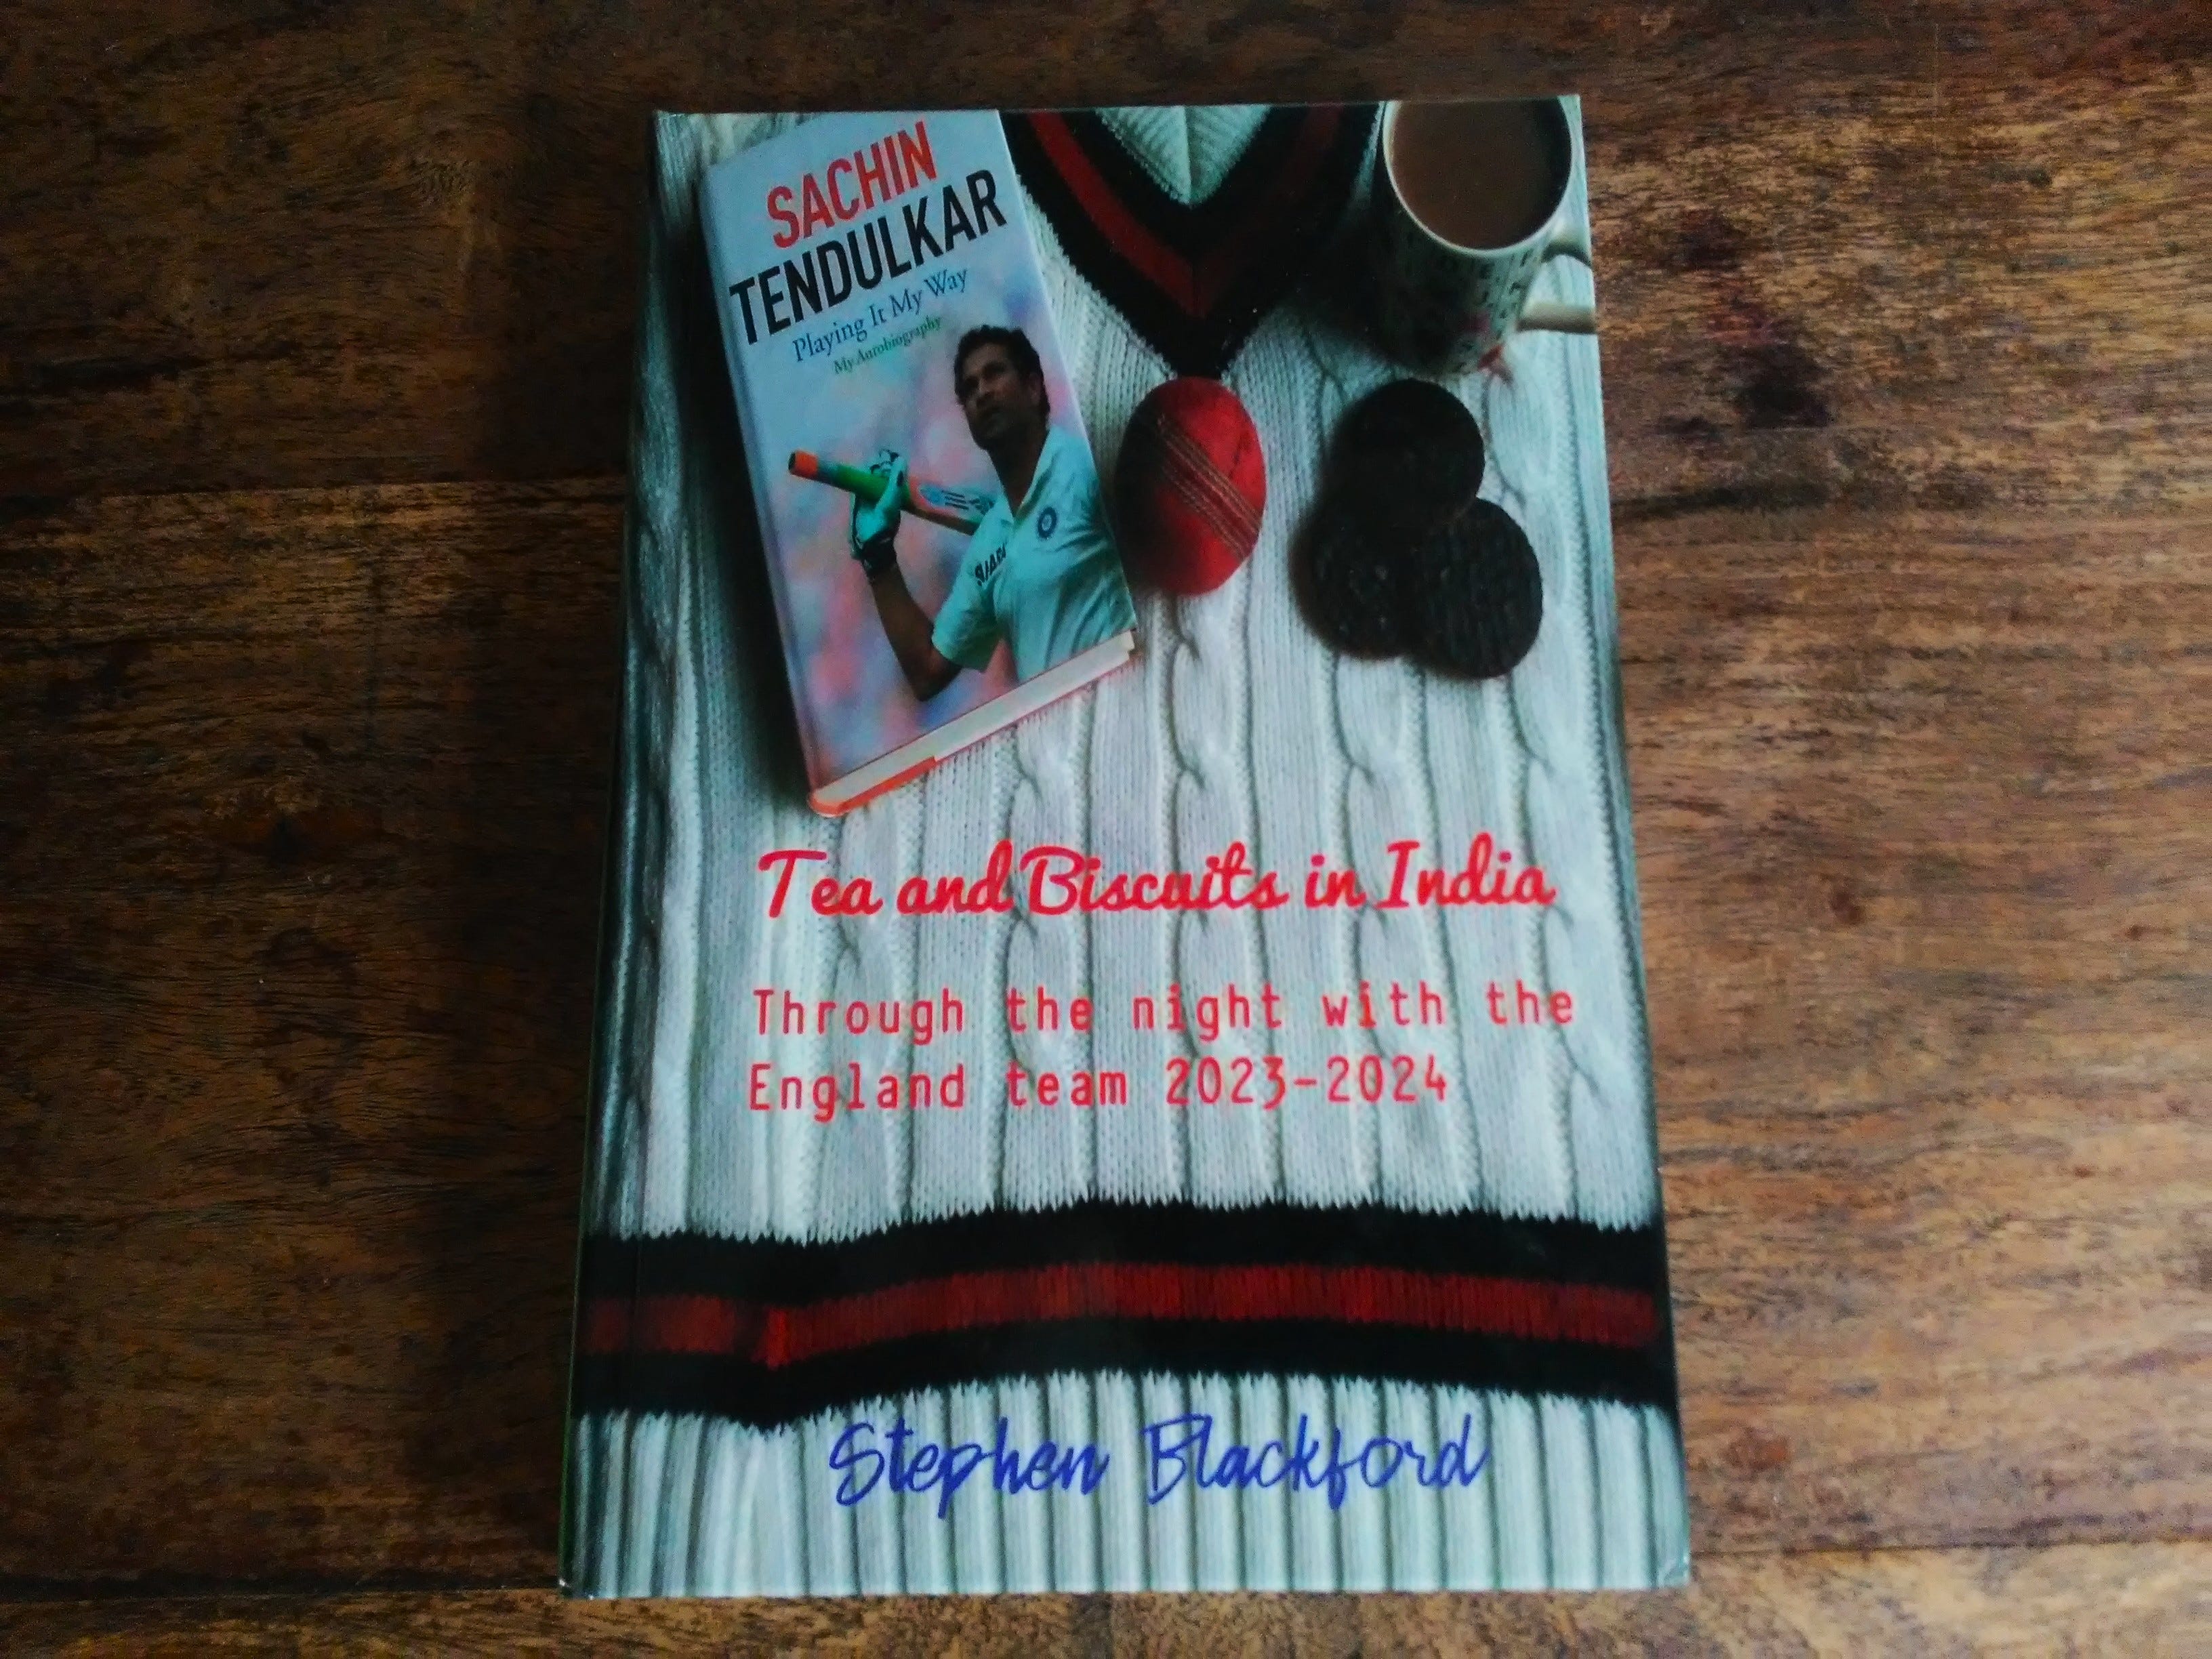 SACHIN
TENDULKAR
Playing It My Way
My Autobiography
Tea and Biscuits in India
Through the night with the
England team 2023-2024
Stephen Blackford